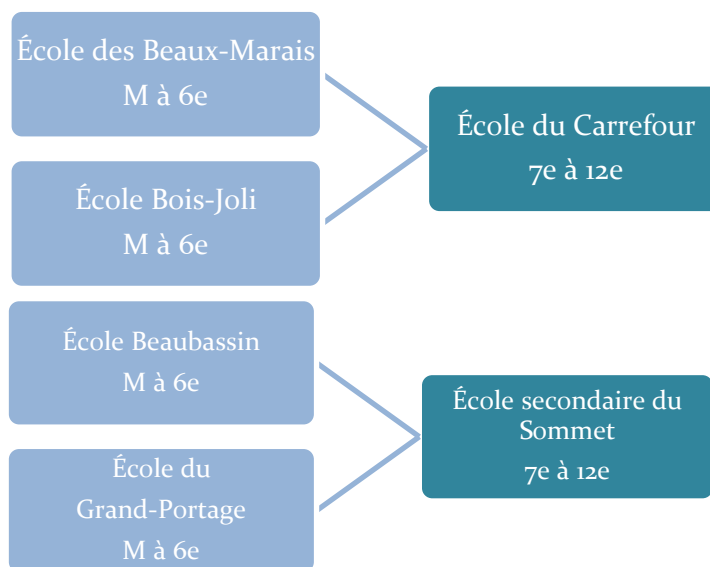 École des Beaux-Marais
M à 6e
École du Carrefour
7e à 12e
École Bois-Joli
M à 6e
École Beaubassin
M à 6e
École secondaire du
Sommet
7e à 12e
École du
Grand-Portage
M à 6e